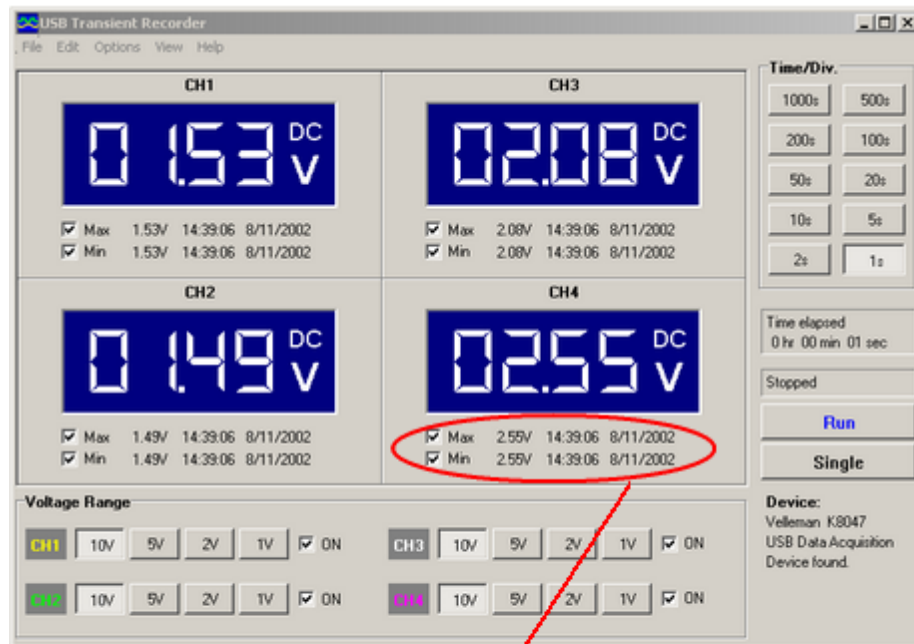 USB Transient Recorder
File Edit Options View Help
CH1
01.53 DC V
Max 1.53V 14:39:06 8/11/2002
Min 1.53V 14:39:06 8/11/2002
CH3
02.08 DC V
Max 2.08V 14:39:06 8/11/2002
Min 2.08V 14:39:06 8/11/2002
CH2
01.49 DC V
Max 1.49V 14:39:06 8/11/2002
Min 1.49V 14:39:06 8/11/2002
CH4
02.55 DC V
Max 2.55V 14:39:06 8/11/2002
Min 2.55V 14:39:06 8/11/2002
Time/Div.
1000s 500s
200s 100s
50s 20s
10s 5s
2s 1s
Time elapsed
0 hr 00 min 01 sec
Stopped
Run
Single
Voltage Range
CH1 10V 5V 2V 1V ON
CH3 10V 5V 2V 1V ON
CH2 10V 5V 2V 1V ON
CH4 10V 5V 2V 1V ON
Device:
Velleman K8047
USB Data Acquisition
Device found.